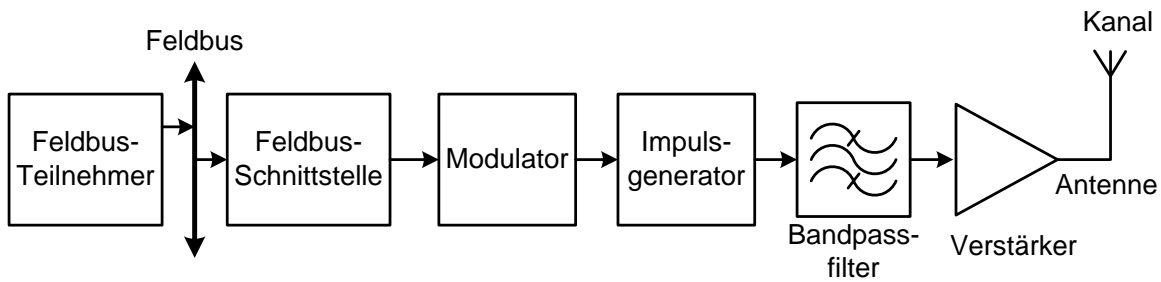 Feldbus
Kanal
Feldbus-
Teilnehmer
Feldbus-
Schnittstelle
Modulator
Impuls-
generator
Bandpass-
filter
Verstärker
Antenne